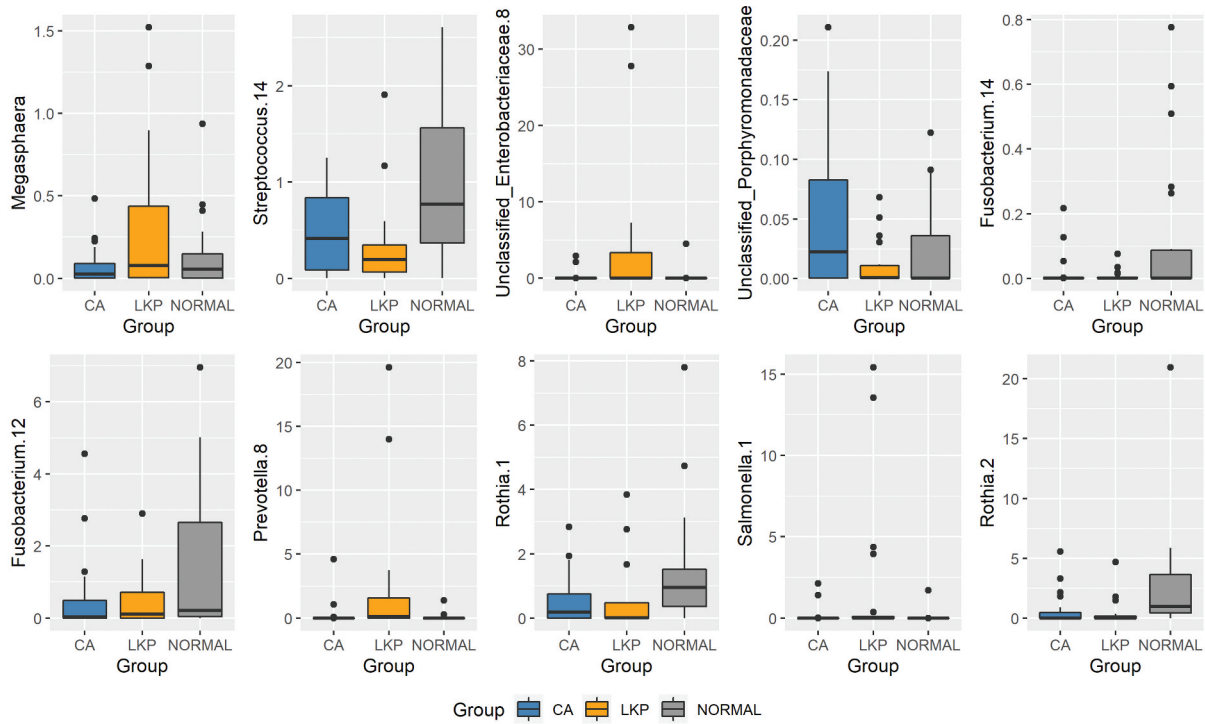 Megasphaera
1.5
1.0
0.5
0.0
CA LKP NORMAL
Group
Streptococcus.14
2
1
0
CA LKP NORMAL
Group
Unclassified_Enterobacteriaceae.8
30
20
10
0
CA LKP NORMAL
Group
Unclassified_Porphyromonadaceae
0.20
0.15
0.10
0.05
0.00
CA LKP NORMAL
Group
Fusobacterium.14
0.8
0.6
0.4
0.2
0.0
CA LKP NORMAL
Group
Fusobacterium.12
6
4
2
0
CA LKP NORMAL
Group
Prevotella.8
20
15
10
5
0
CA LKP NORMAL
Group
Rothia.1
8
6
4
2
0
CA LKP NORMAL
Group
Salmonella.1
15
10
5
0
CA LKP NORMAL
Group
Rothia.2
20
15
10
5
0
CA LKP NORMAL
Group
Group CA LKP NORMAL